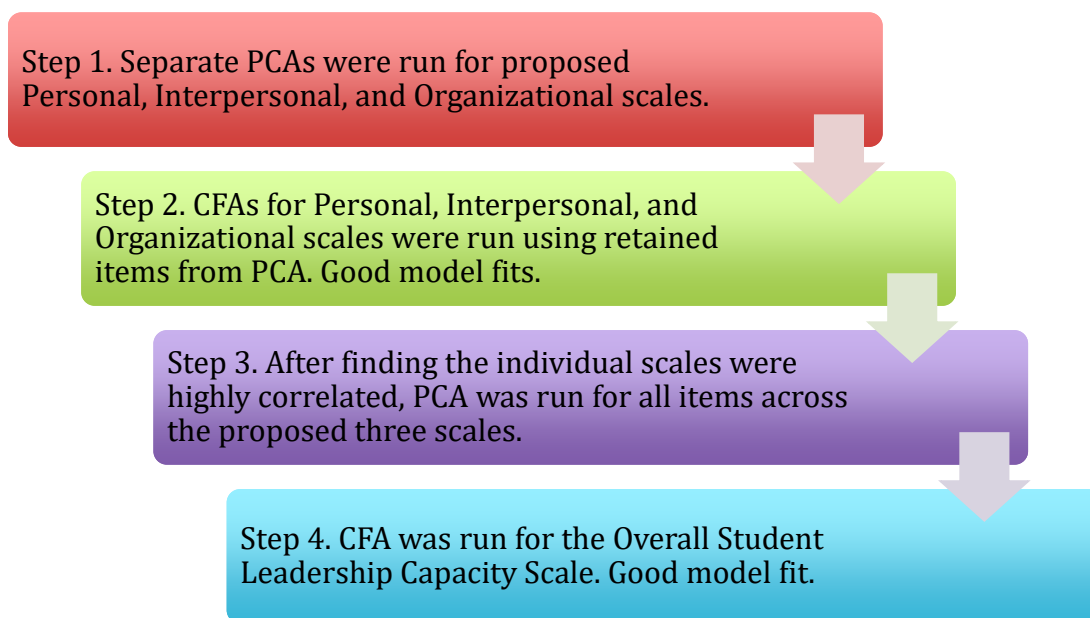 Step 1. Separate PCAs were run for proposed
Personal, Interpersonal, and Organizational scales.
Step 2. CFAs for Personal, Interpersonal, and
Organizational scales were run using retained
items from PCA. Good model fits.
Step 3. After finding the individual scales were
highly correlated, PCA was run for all items across
the proposed three scales.
Step 4. CFA was run for the Overall Student
Leadership Capacity Scale. Good model fit.